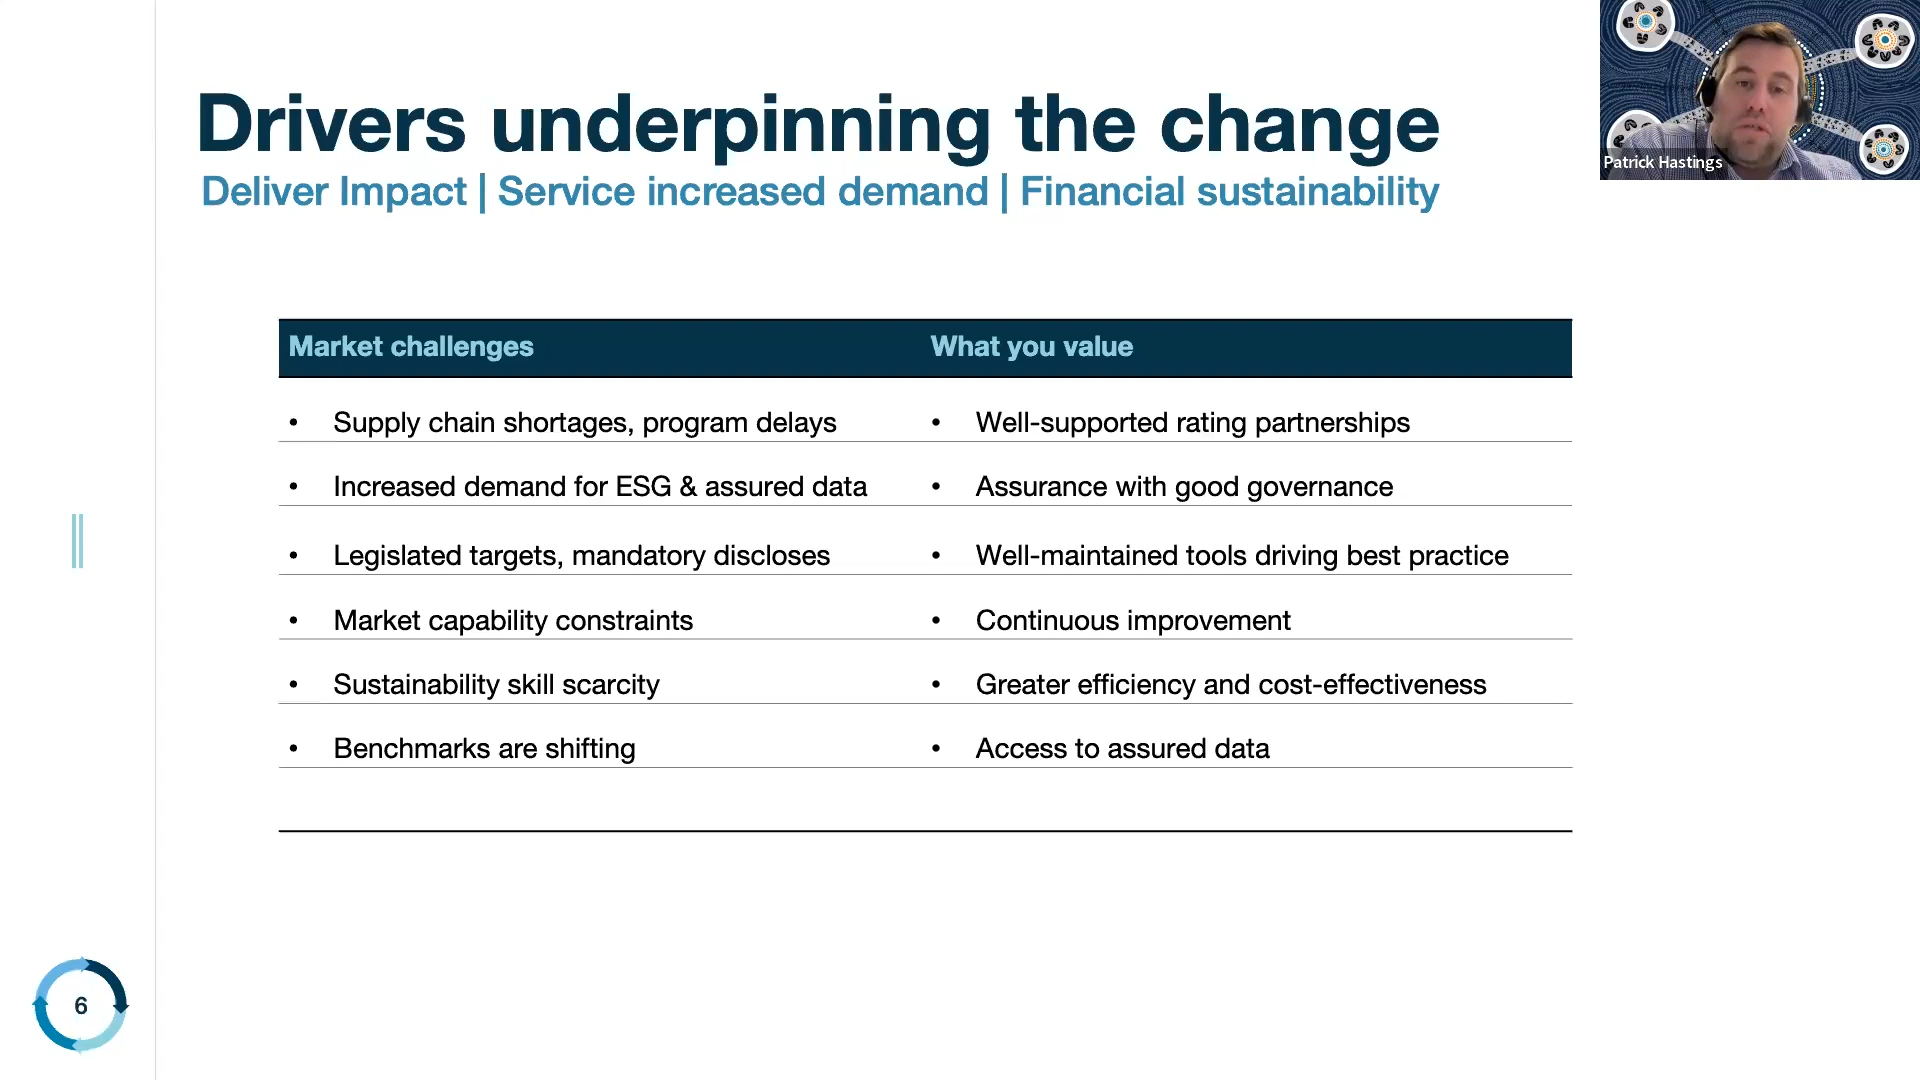 Drivers underpinning the change
Deliver Impact | Service increased demand | Financial sustainability
Patrick Hastings
Market challenges
What you value
• Supply chain shortages, program delays
• Well-supported rating partnerships
• Increased demand for ESG & assured data
• Assurance with good governance
• Legislated targets, mandatory discloses
• Well-maintained tools driving best practice
• Market capability constraints
• Continuous improvement
• Sustainability skill scarcity
• Greater efficiency and cost-effectiveness
• Benchmarks are shifting
• Access to assured data
6